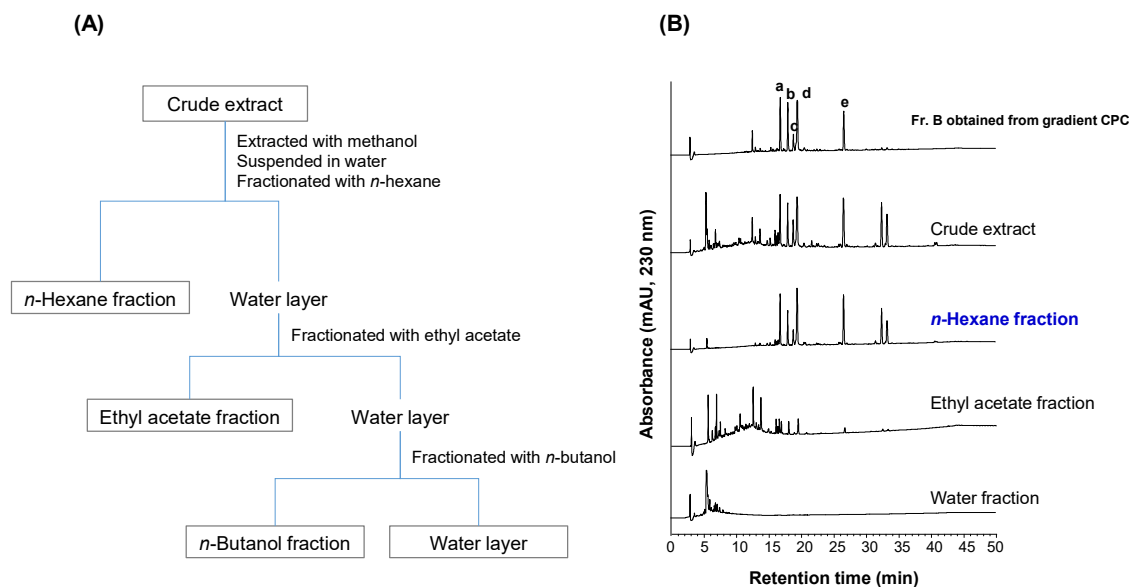 (A)
Crude extract
Extracted with methanol
Suspended in water
Fractionated with n-hexane
n-Hexane fraction
Water layer
Fractionated with ethyl acetate
Ethyl acetate fraction
Water layer
Fractionated with n-butanol
n-Butanol fraction
Water layer
(B)
a
b
c
d
e
Fr. B obtained from gradient CPC
Crude extract
n-Hexane fraction
Ethyl acetate fraction
Water fraction
Absorbance (mAU, 230 nm)
0 5 10 15 20 25 30 35 40 45 50
Retention time (min)